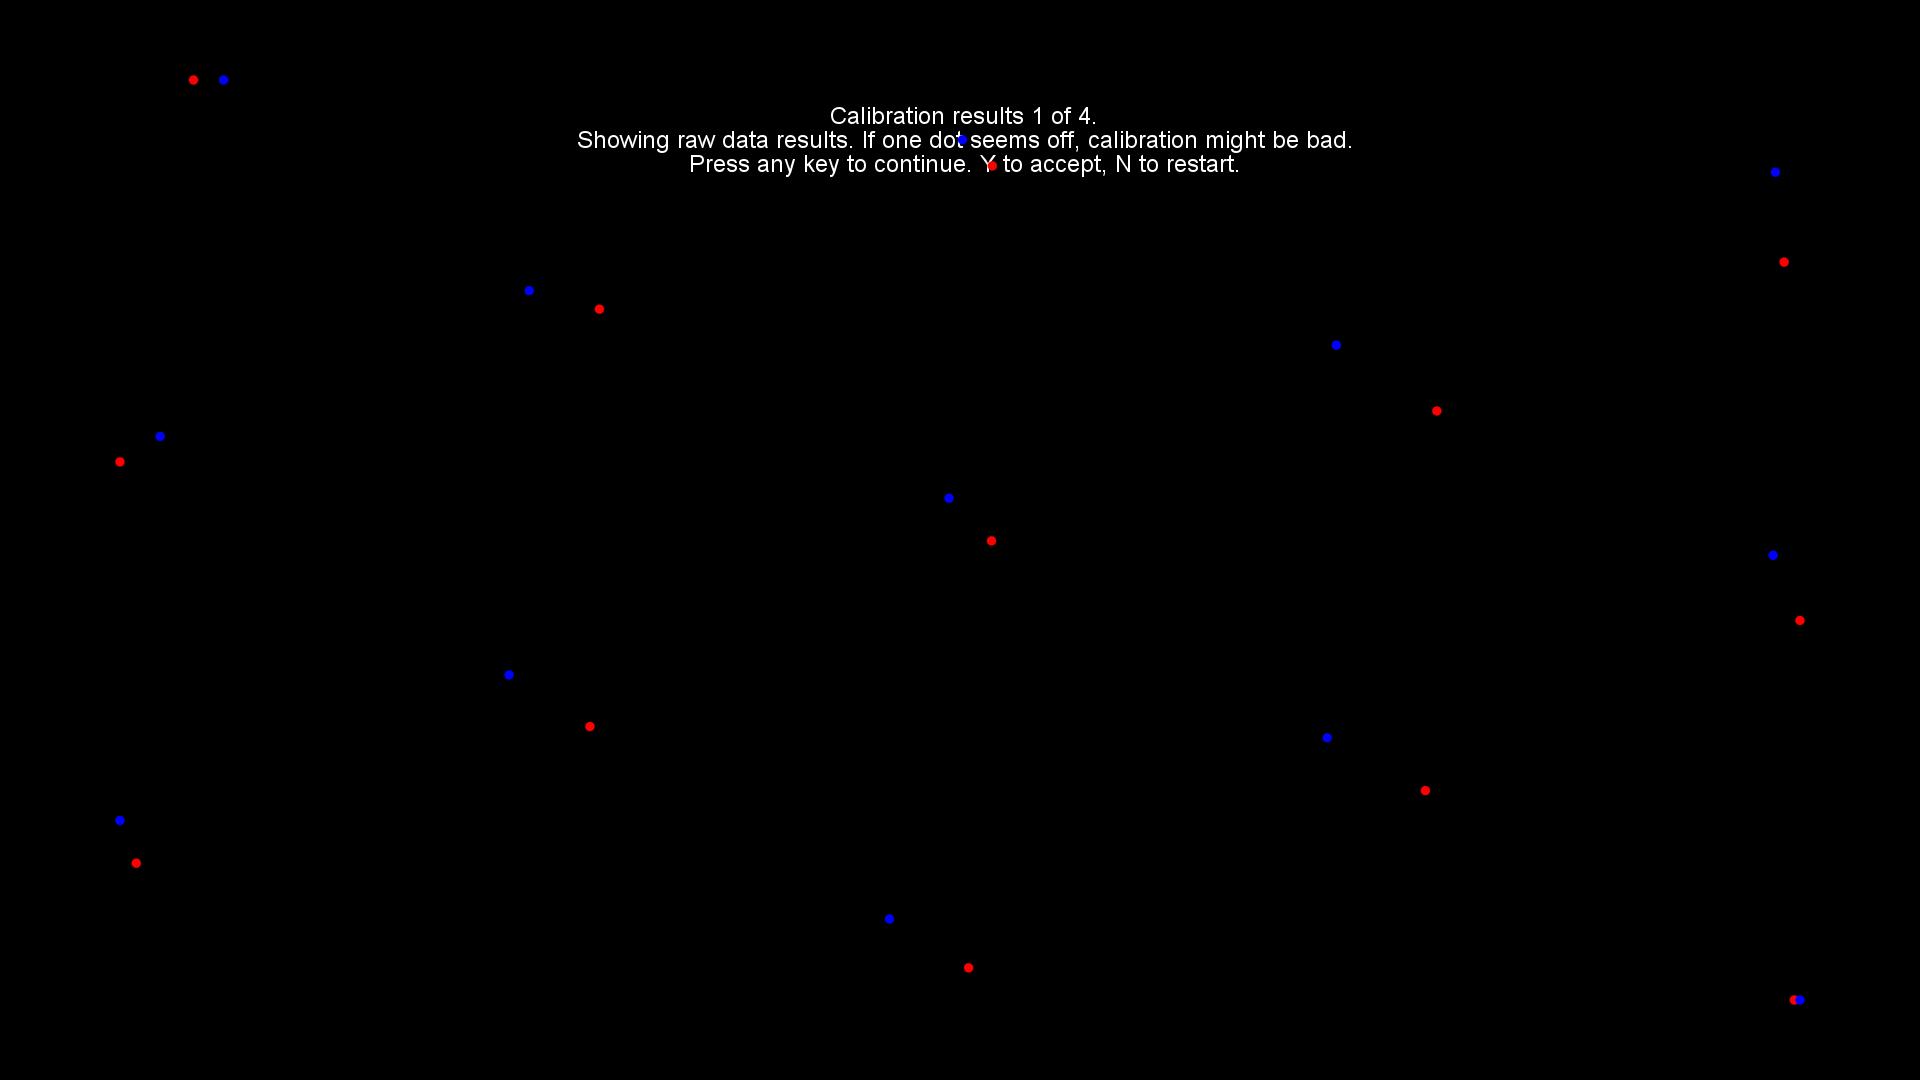 Calibration results 1 of 4.
Showing raw data results. If one dot seems off, calibration might be bad.
Press any key to continue. Y to accept, N to restart.